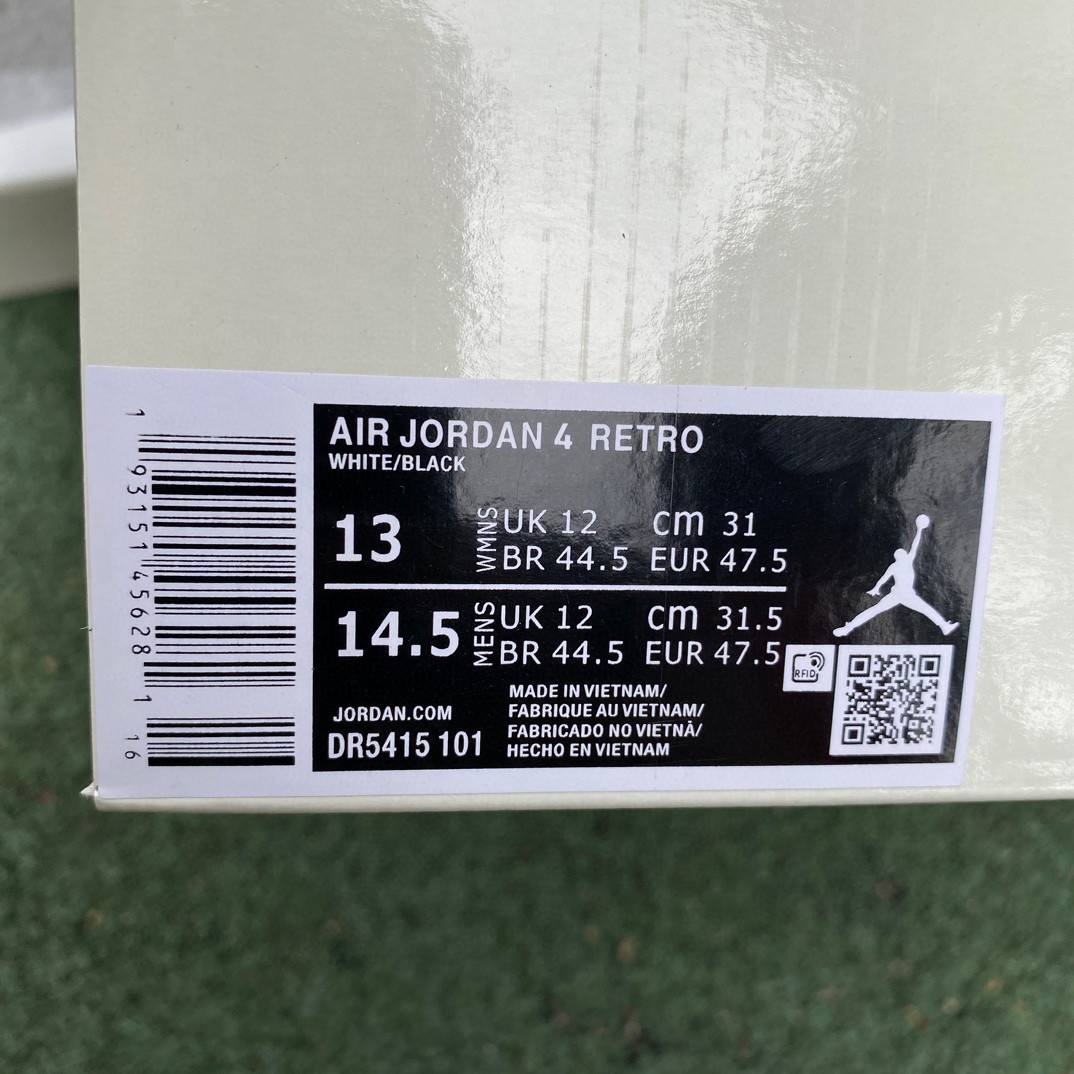 AIR JORDAN 4 RETRO
WHITE/BLACK
13 WMNS UK 12 cm 31
BR 44.5 EUR 47.5
14.5 MENS UK 12 cm 31.5
BR 44.5 EUR 47.5
RFID
JORDAN.COM
DR5415 101
MADE IN VIETNAM/
FABRIQUE AU VIETNAM/
FABRICADO NO VIETNÃ/
HECHO EN VIETNAM
1 93151 45628 1 16